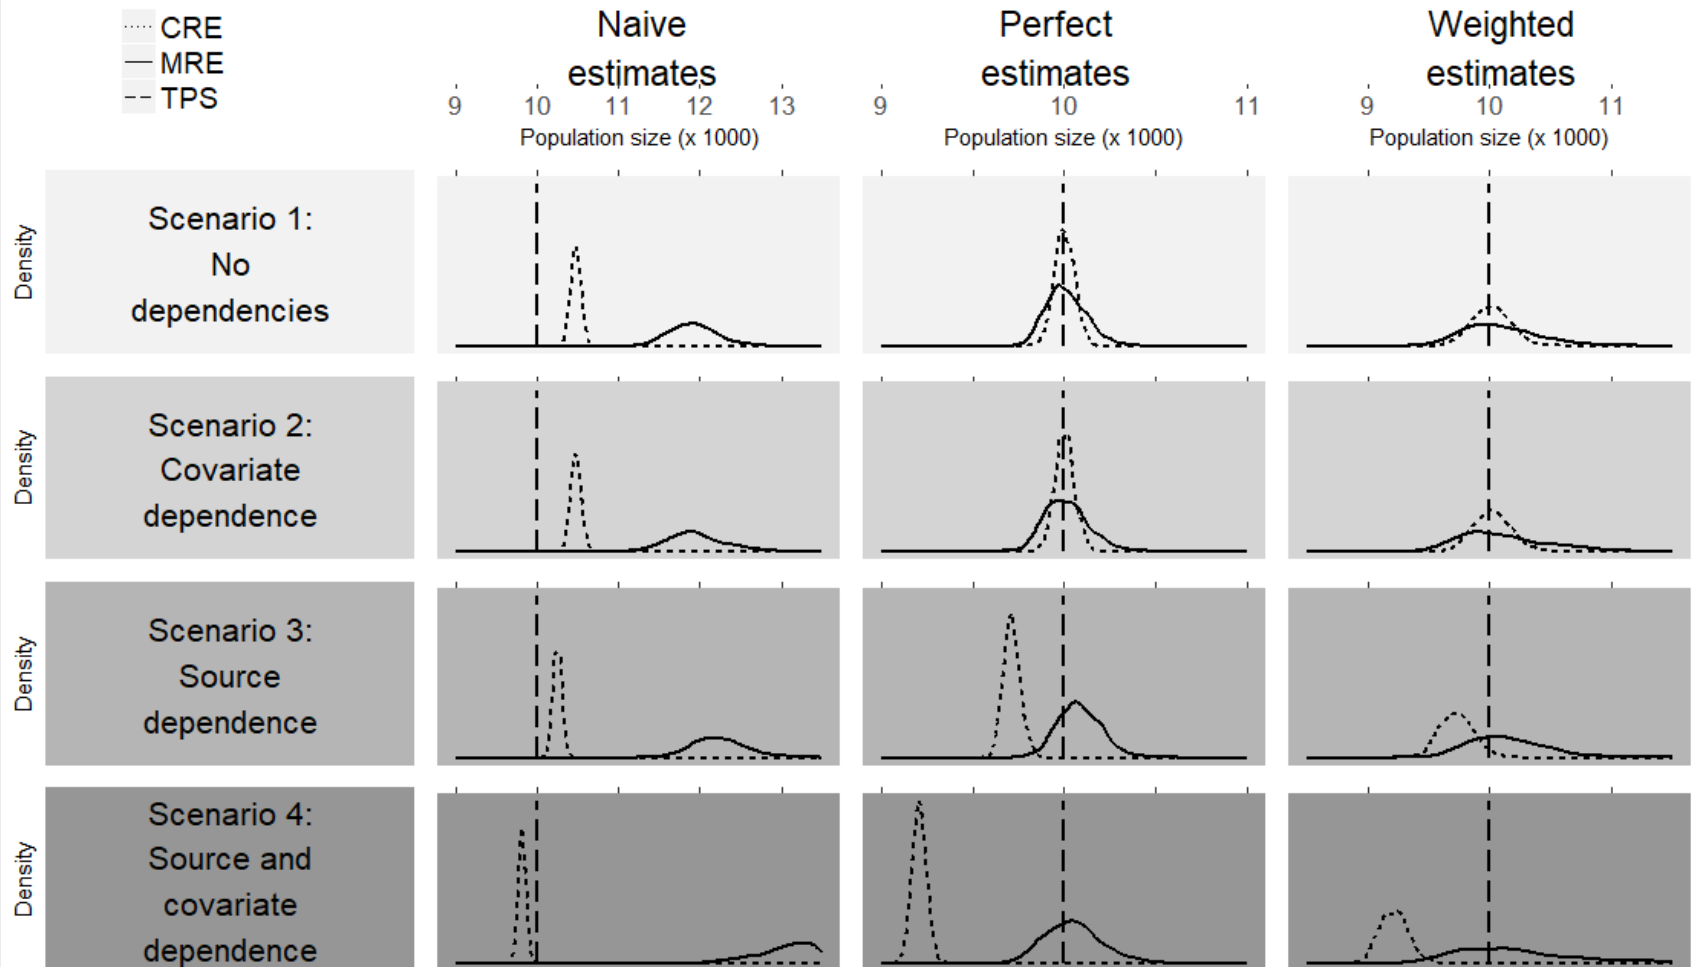 CRE
MRE
TPS
Naive
estimates
9 10 11 12 13
Population size (x 1000)
Perfect
estimates
9 10 11
Population size (x 1000)
Weighted
estimates
9 10 11
Population size (x 1000)
Density
Scenario 1:
No
dependencies
Density
Scenario 2:
Covariate
dependence
Density
Scenario 3:
Source
dependence
Density
Scenario 4:
Source and
covariate
dependence